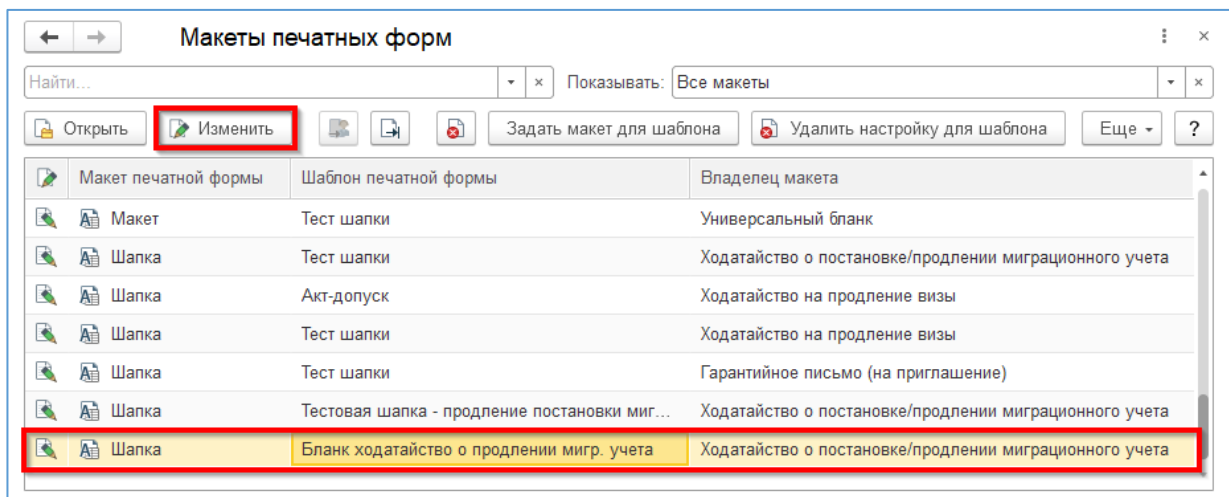 Макеты печатных форм
Найти... Показывать: Все макеты
Открыть Изменить Задать макет для шаблона Удалить настройку для шаблона Еще ?
Макет печатной формы Шаблон печатной формы Владелец макета
Макет Тест шапки Универсальный бланк
Шапка Тест шапки Ходатайство о постановке/продлении миграционного учета
Шапка Акт-допуск Ходатайство на продление визы
Шапка Тест шапки Ходатайство на продление визы
Шапка Тест шапки Гарантийное письмо (на приглашение)
Шапка Тестовая шапка - продление постановки миг... Ходатайство о постановке/продлении миграционного учета
Шапка Бланк ходатайство о продлении мигр. учета Ходатайство о постановке/продлении миграционного учета